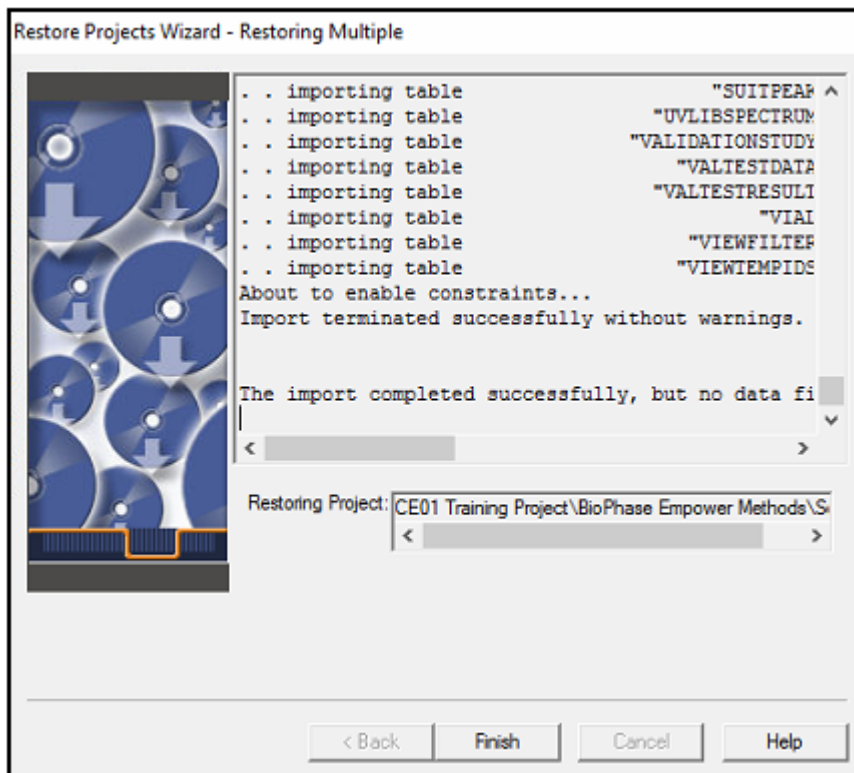 Restore Projects Wizard - Restoring Multiple
. . importing table "SUITPEAK
. . importing table "UVLIBSPECTRUM
. . importing table "VALIDATIONSTUDY
. . importing table "VALTESTDATA
. . importing table "VALTESTRESULT
. . importing table "VIAL
. . importing table "VIEWFILTER
. . importing table "VIEWTEMPIDS
About to enable constraints...
Import terminated successfully without warnings.
The import completed successfully, but no data fi
Restoring Project: CE01 Training Project\BioPhase Empower Methods\S
< Back Finish Cancel Help